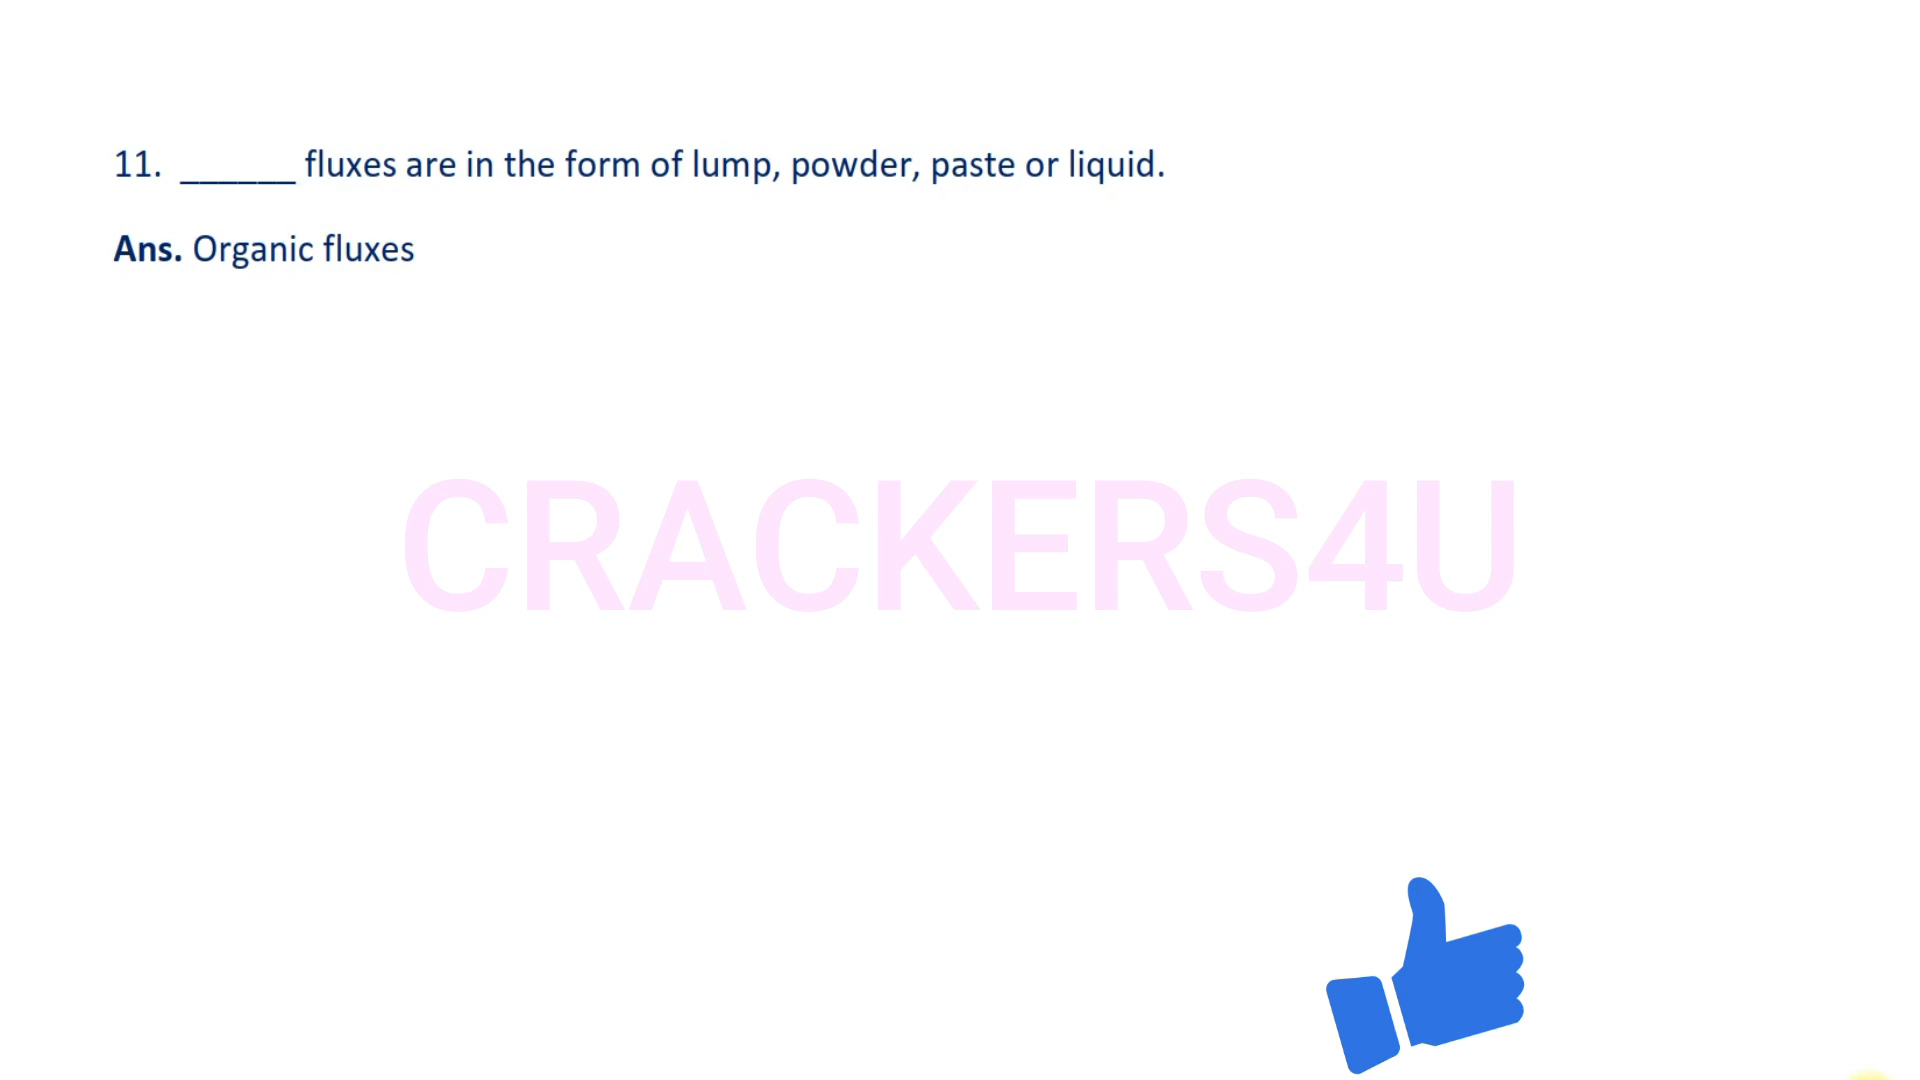 11. ______ fluxes are in the form of lump, powder, paste or liquid.
Ans. Organic fluxes
CRACKERS4U